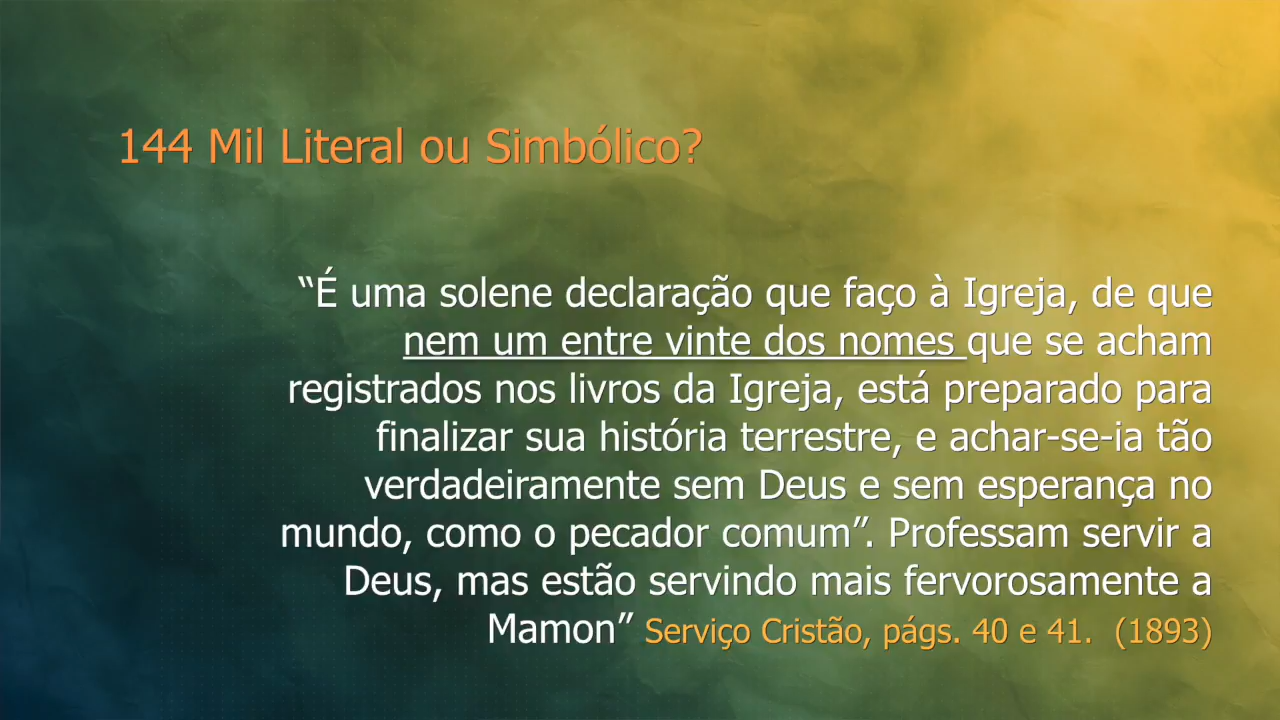 144 Mil Literal ou Simbólico?
“É uma solene declaração que faço à Igreja, de que
nem um entre vinte dos nomes que se acham
registrados nos livros da Igreja, está preparado para
finalizar sua história terrestre, e achar-se-ia tão
verdadeiramente sem Deus e sem esperança no
mundo, como o pecador comum”. Professam servir a
Deus, mas estão servindo mais fervorosamente a
Mamon” Serviço Cristão, págs. 40 e 41. (1893)